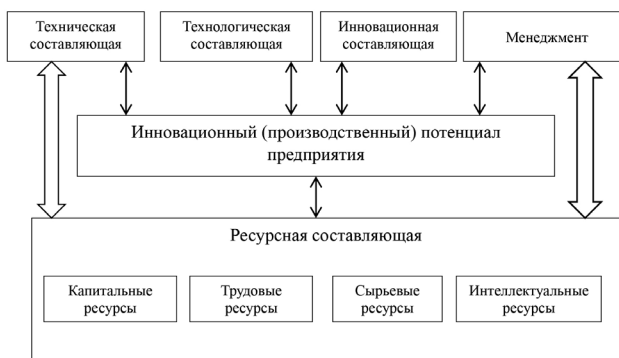 Техническая
составляющая
Технологическая
составляющая
Инновационная
составляющая
Менеджмент
Инновационный (производственный) потенциал
предприятия
Ресурсная составляющая
Капитальные
ресурсы
Трудовые
ресурсы
Сырьевые
ресурсы
Интеллектуальные
ресурсы